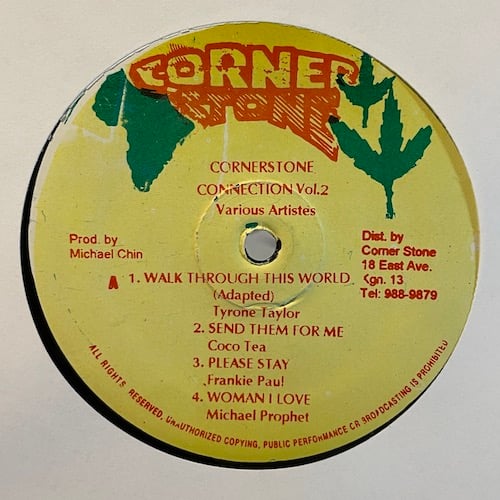 CORNER
STONE
CORNERSTONE
CONNECTION Vol.2
Various Artistes
Prod. by
Michael Chin
Dist. by
Corner Stone
18 East Ave.
Kgn. 13
Tel: 988-9879
A
1. WALK THROUGH THIS WORLD
(Adapted)
Tyrone Taylor
2. SEND THEM FOR ME
Coco Tea
3. PLEASE STAY
Frankie Paul
4. WOMAN I LOVE
Michael Prophet
ALL RIGHTS RESERVED, UNAUTHORIZED COPYING, PUBLIC PERFORMANCE OR BROADCASTING IS PROHIBITED